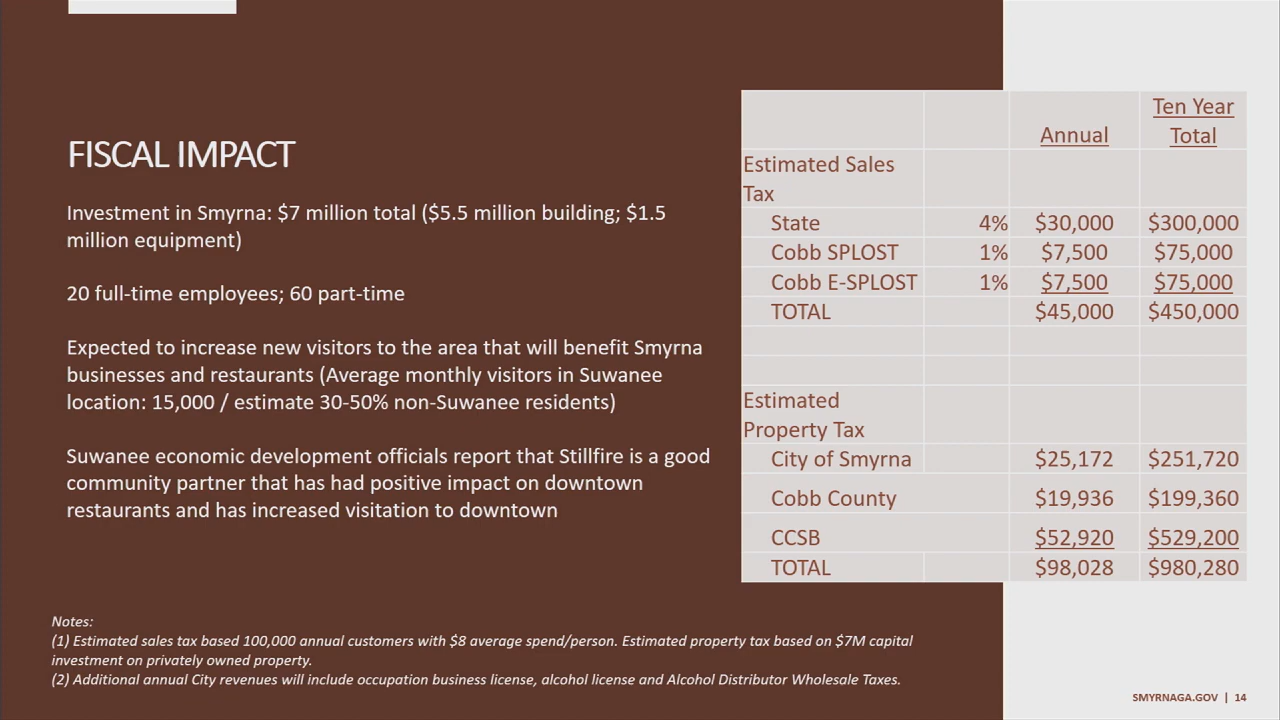 FISCAL IMPACT
Investment in Smyrna: $7 million total ($5.5 million building; $1.5
million equipment)
20 full-time employees; 60 part-time
Expected to increase new visitors to the area that will benefit Smyrna
businesses and restaurants (Average monthly visitors in Suwanee
location: 15,000 / estimate 30-50% non-Suwanee residents)
Suwanee economic development officials report that Stillfire is a good
community partner that has had positive impact on downtown
restaurants and has increased visitation to downtown
Ten Year
Annual Total
Estimated Sales
Tax
State 4% $30,000 $300,000
Cobb SPLOST 1% $7,500 $75,000
Cobb E-SPLOST 1% $7,500 $75,000
TOTAL $45,000 $450,000
Estimated
Property Tax
City of Smyrna $25,172 $251,720
Cobb County $19,936 $199,360
CCSB $52,920 $529,200
TOTAL $98,028 $980,280
Notes:
(1) Estimated sales tax based 100,000 annual customers with $8 average spend/person. Estimated property tax based on $7M capital
investment on privately owned property.
(2) Additional annual City revenues will include occupation business license, alcohol license and Alcohol Distributor Wholesale Taxes.
SMYRNAGA.GOV | 14